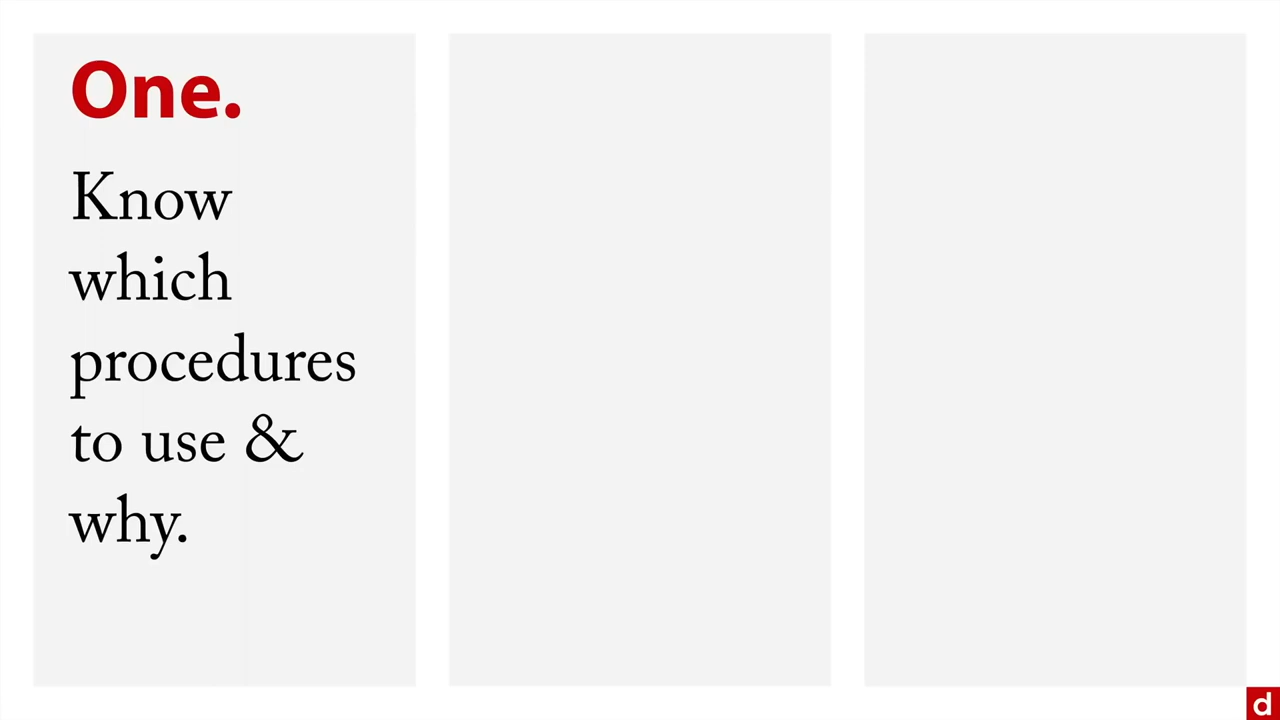 One.
Know
which
procedures
to use &
why.
d